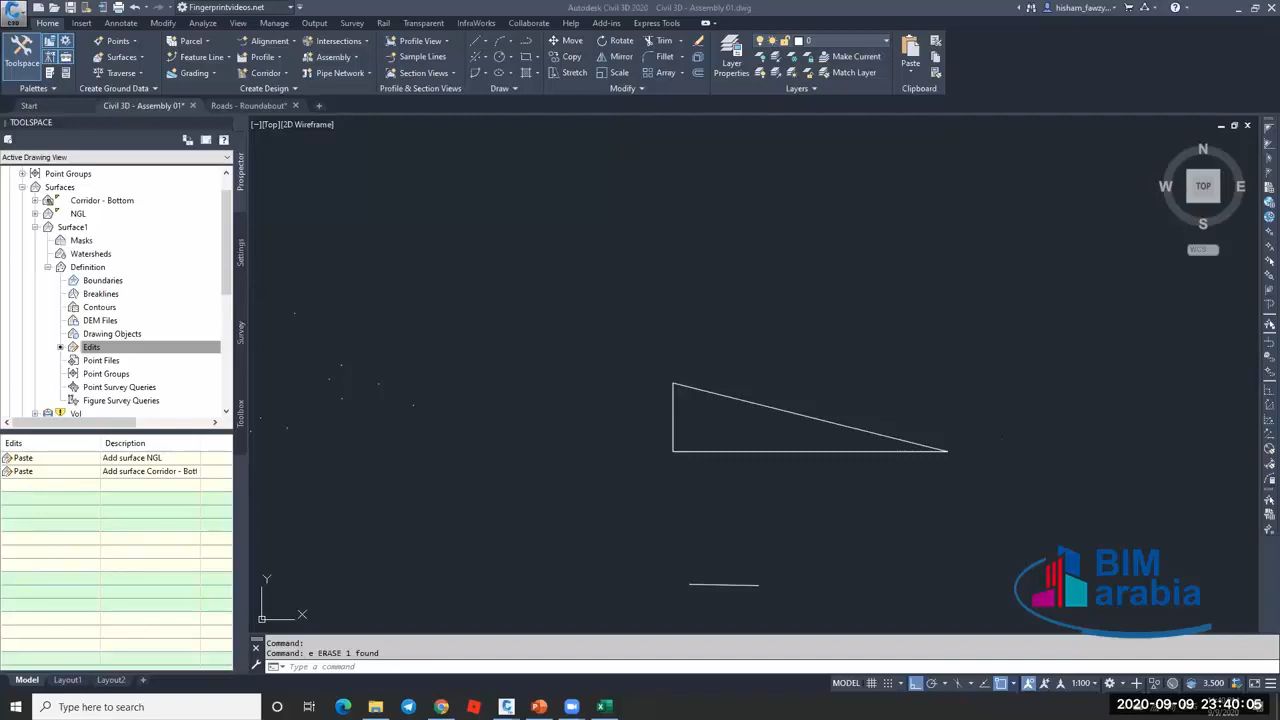 C3D
Fingerprintvideos.net
Autodesk Civil 3D 2020 Civil 3D - Assembly 01.dwg
hisham_fawzy...
Home Insert Annotate Modify Analyze View Manage Output Survey Rail Transparent InfraWorks Collaborate Help Add-ins Express Tools
Toolspace
Palettes
Points
Surfaces
Traverse
Create Ground Data
Parcel
Feature Line
Grading
Alignment
Profile
Corridor
Intersections
Assembly
Pipe Network
Create Design
Profile View
Sample Lines
Section Views
Profile & Section Views
Draw
Move
Copy
Stretch
Rotate
Mirror
Scale
Trim
Fillet
Array
Modify
Layer
Properties
0
Make Current
Match Layer
Layers
Paste
Clipboard
Start Civil 3D - Assembly 01* Roads - Roundabout*
TOOLSPACE
Active Drawing View
Point Groups
Surfaces
Corridor - Bottom
NGL
Surface1
Masks
Watersheds
Definition
Boundaries
Breaklines
Contours
DEM Files
Drawing Objects
Edits
Point Files
Point Groups
Point Survey Queries
Figure Survey Queries
Vol
Edits Description
Paste Add surface NGL
Paste Add surface Corridor - Bott
Prospector
Settings
Survey
Toolbox
[−][Top][2D Wireframe]
N
W TOP E
S
WCS
Y
X
BIM
arabia
Command:
Command: e ERASE 1 found
Type a command
Model Layout1 Layout2 +
MODEL 1:100 3.500
Type here to search
2020-09-09 23:40:05